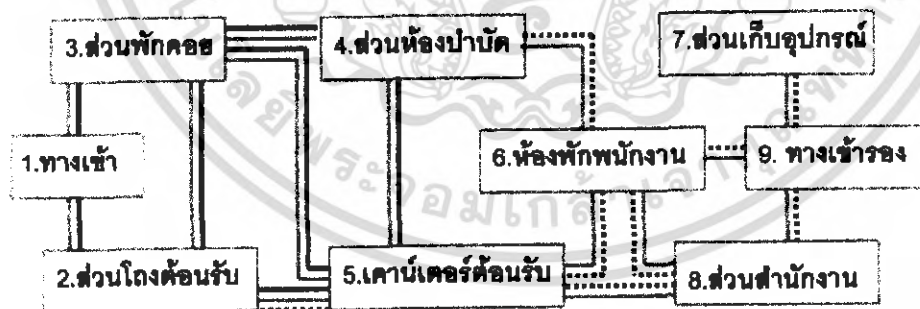 3.ส่วนพักคอย
4.ส่วนห้องบำบัด
7.ส่วนเก็บอุปกรณ์
1.ทางเข้า
6.ห้องพักพนักงาน
9. ทางเข้ารอง
2.ส่วนโถงต้อนรับ
5.เคาน์เตอร์ต้อนรับ
8.ส่วนสำนักงาน